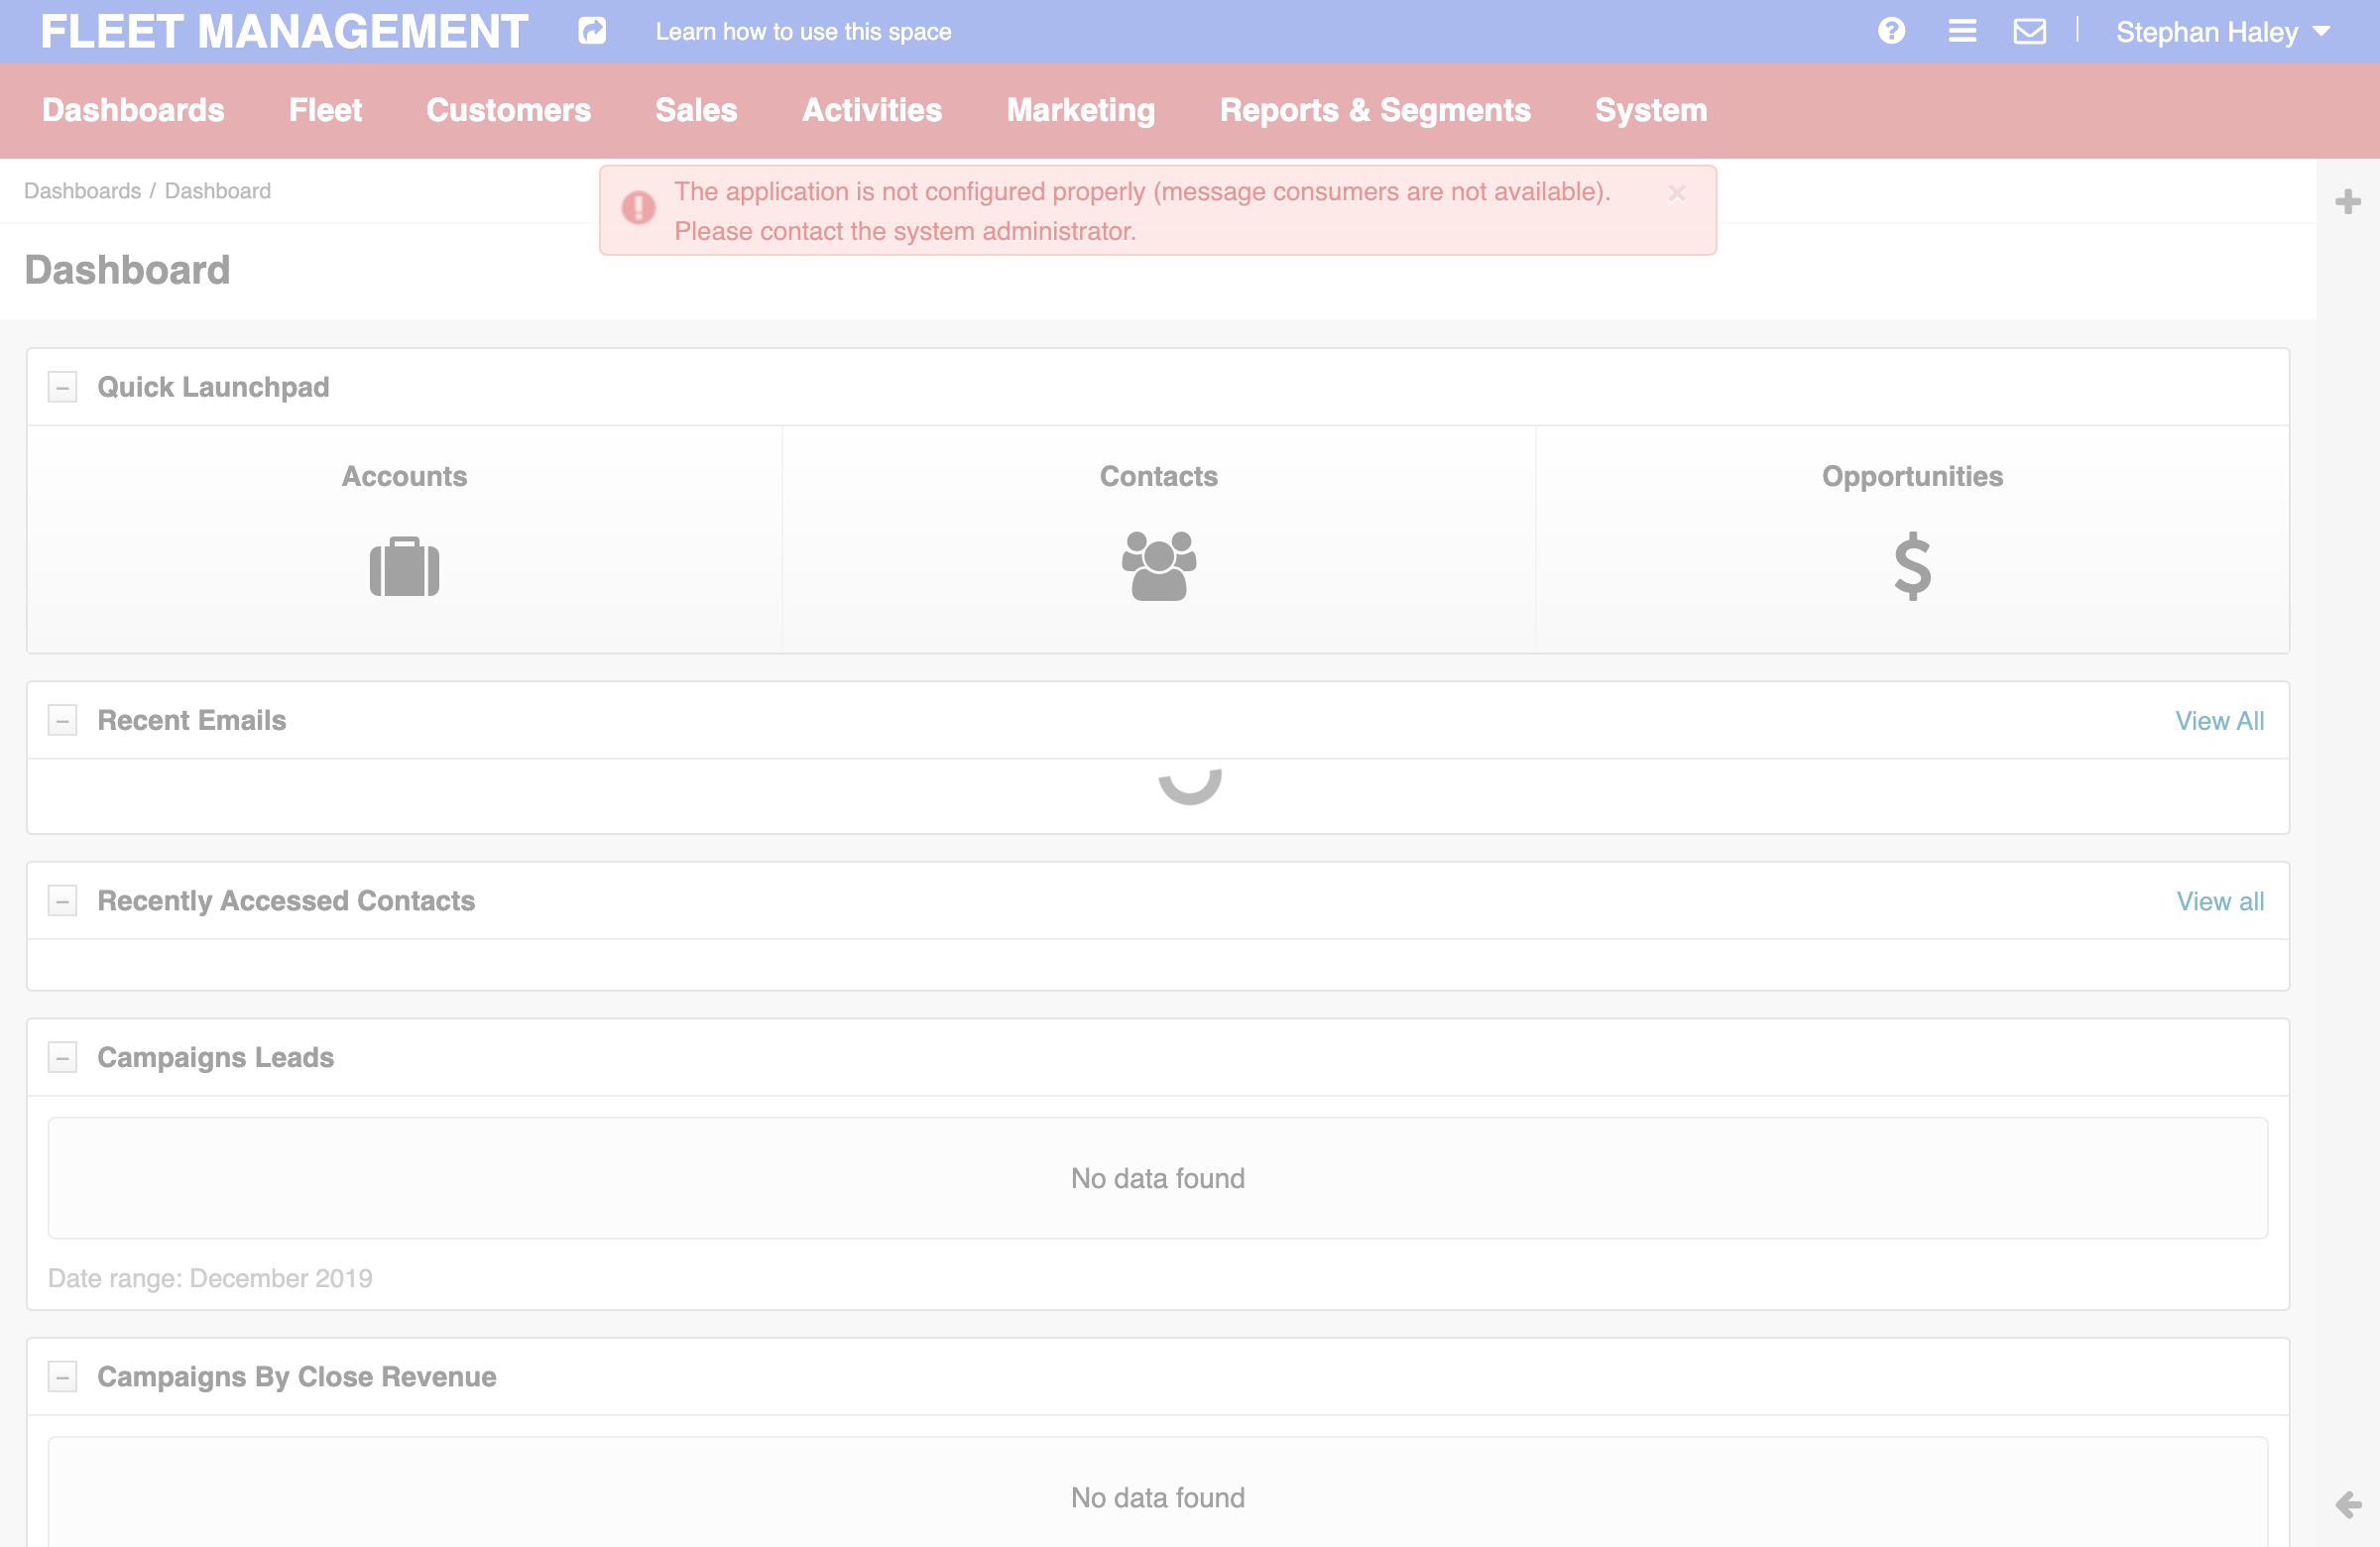 FLEET MANAGEMENT
Learn how to use this space
Stephan Haley
Dashboards Fleet Customers Sales Activities Marketing Reports & Segments System
Dashboards / Dashboard
The application is not configured properly (message consumers are not available).
Please contact the system administrator.
Dashboard
Quick Launchpad
Accounts
Contacts
Opportunities
Recent Emails
View All
Recently Accessed Contacts
View all
Campaigns Leads
No data found
Date range: December 2019
Campaigns By Close Revenue
No data found